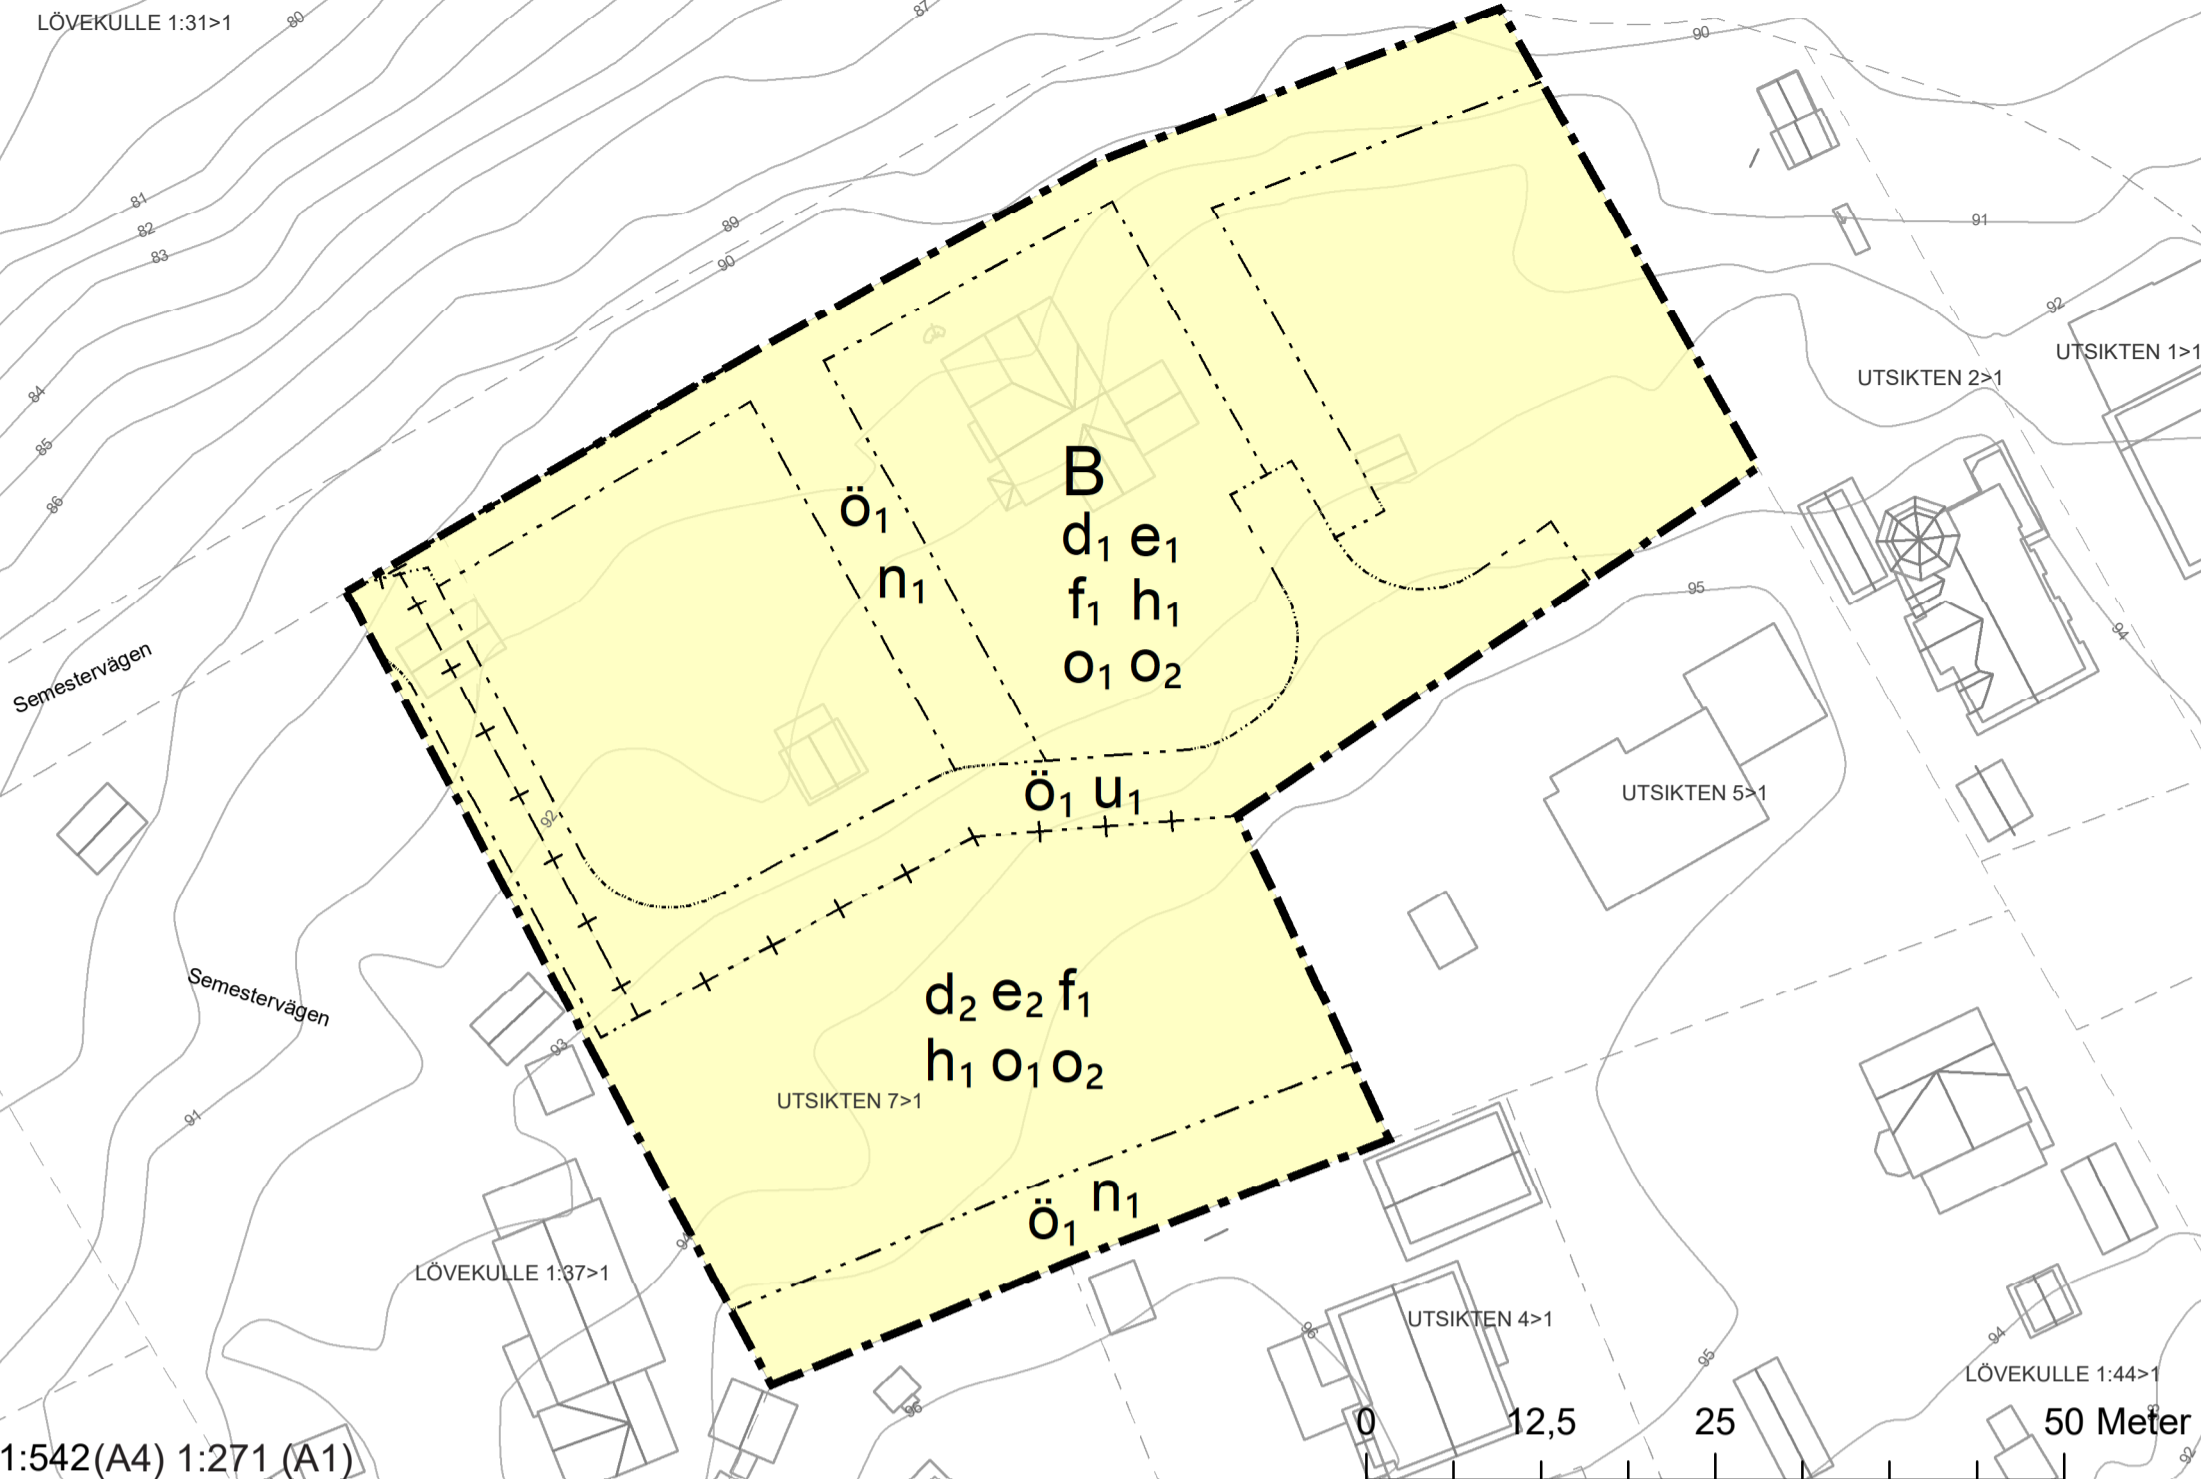 LÖVEKULLE 1:31>1
80
87
90
81
82
83
89
90
91
92
84
85
86
UTSIKTEN 1>1
UTSIKTEN 2>1
B
ö₁
d₁ e₁
n₁
f₁ h₁
o₁ o₂
95
94
Semestervägen
92
ö₁ u₁
UTSIKTEN 5>1
Semestervägen
d₂ e₂ f₁
h₁ o₁ o₂
93
91
UTSIKTEN 7>1
ö₁ n₁
94
LÖVEKULLE 1:37>1
UTSIKTEN 4>1
96
95
94
LÖVEKULLE 1:44>1
96
0 12,5 25 50 Meter
93
92
1:542(A4) 1:271 (A1)